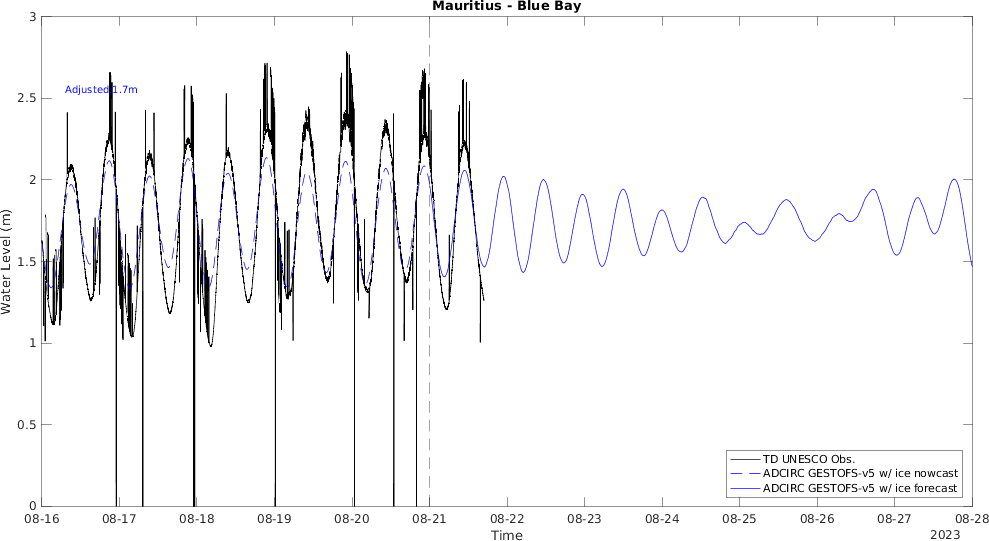 Mauritius - Blue Bay
Water Level (m)
3
2.5
2
1.5
1
0.5
0
Adjusted 1.7m
TD UNESCO Obs.
ADCIRC GESTOFS-v5 w/ ice nowcast
ADCIRC GESTOFS-v5 w/ ice forecast
08-16 08-17 08-18 08-19 08-20 08-21 08-22 08-23 08-24 08-25 08-26 08-27 08-28
Time
2023